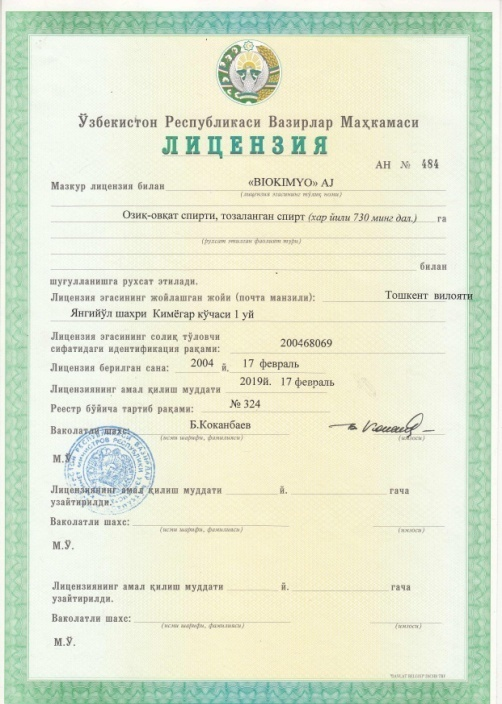 Ўзбекистон Республикаси Вазирлар Маҳкамаси
ЛИЦЕНЗИЯ
АН № 484
Мазкур лицензия билан «BIOKIMYO» AJ
(лицензия эгасининг тўлиқ номи)
Озиқ-овқат спирти, тозаланган спирт (хар йили 730 минг дал.) га
(рухсат этилган фаолият тури)
билан
шуғулланишга рухсат этилади.
Лицензия эгасининг жойлашган жойи (почта манзили): Тошкент вилояти
Янгийўл шахри Кимёгар кўчаси 1 уй
Лицензия эгасининг солиқ тўловчи
сифатидаги идентификация рақами: 200468069
Лицензия берилган сана: 2004 й. 17 февраль
Лицензиянинг амал қилиш муддати 2019й. 17 февраль
Реестр бўйича тартиб рақами: № 324
Ваколатли шахс: Б.Коканбаев
(исми шарифи, фамилияси) (имзоси)
М.Ў.
Лицензиянинг амал қилиш муддати й. гача
узайтирилди.
Ваколатли шахс:
(исми шарифи, фамилияси) (имзоси)
М.Ў.
Лицензиянинг амал қилиш муддати й. гача
узайтирилди.
Ваколатли шахс:
(исми шарифи, фамилияси) (имзоси)
М.Ў.